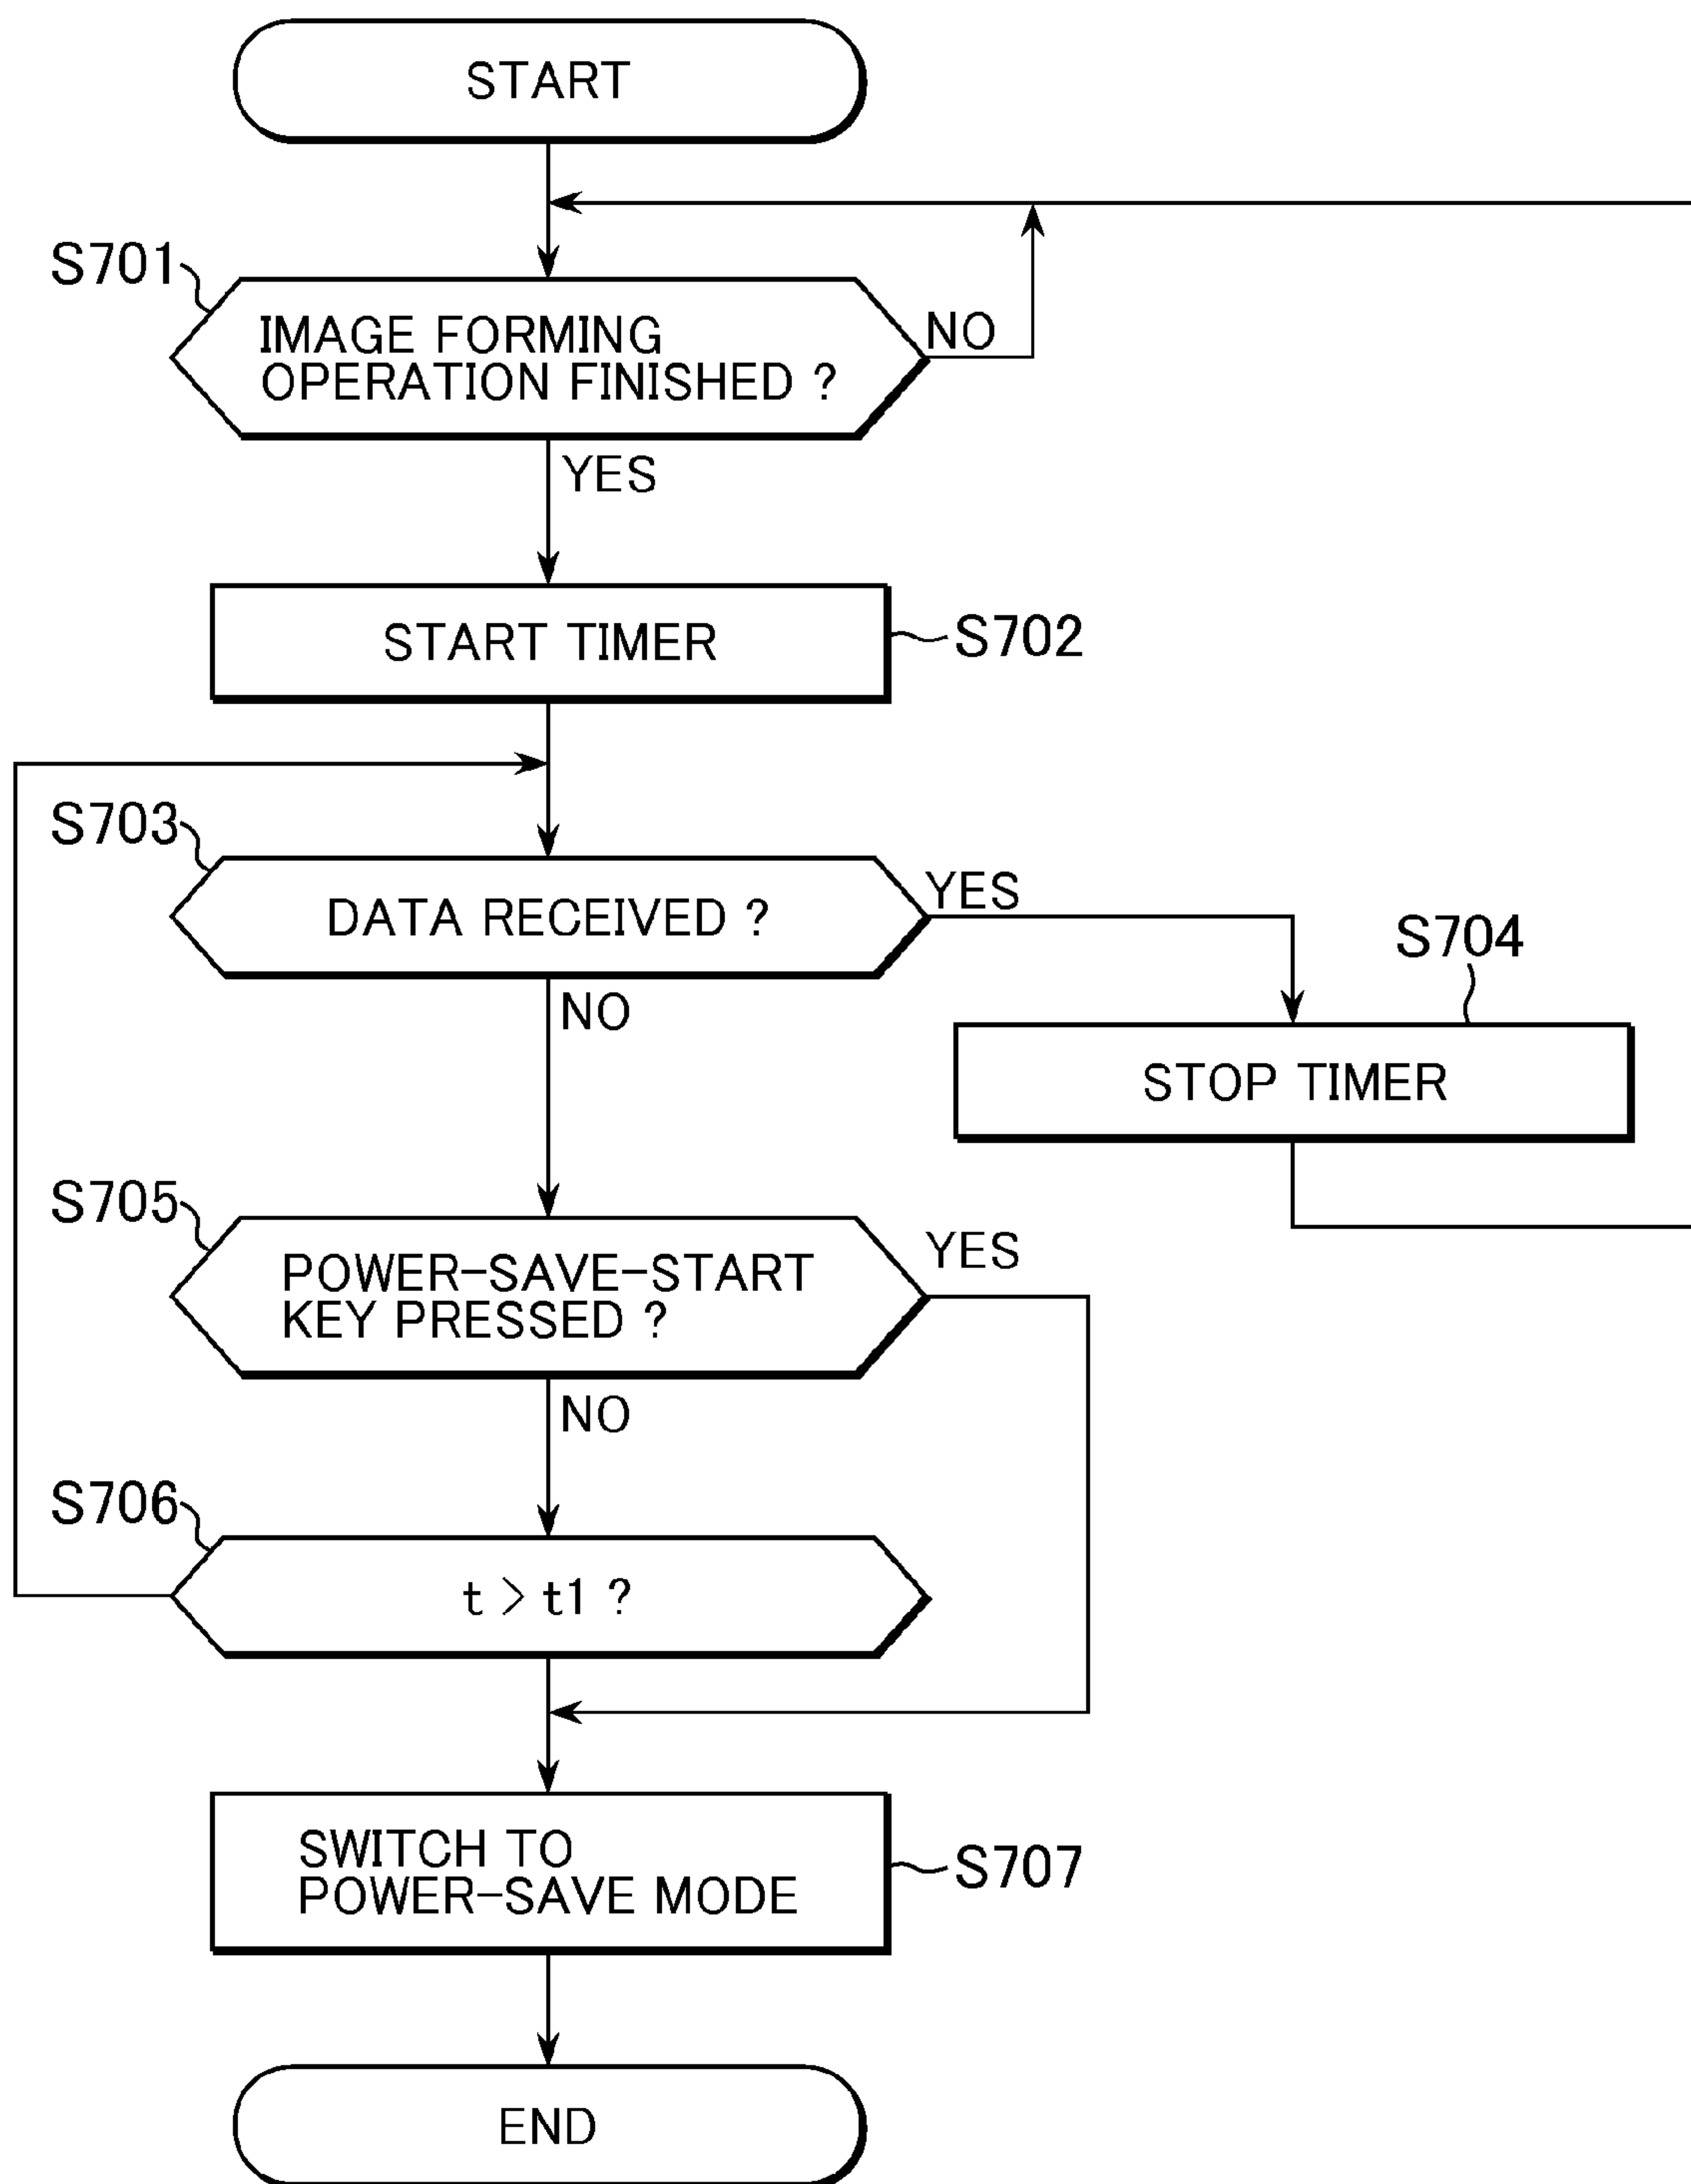 START
S701
IMAGE FORMING
OPERATION FINISHED ?
NO
YES
START TIMER
S702
S703
DATA RECEIVED ?
YES
NO
S704
STOP TIMER
S705
POWER-SAVE-START
KEY PRESSED ?
YES
NO
S706
t > t1 ?
SWITCH TO
POWER-SAVE MODE
S707
END